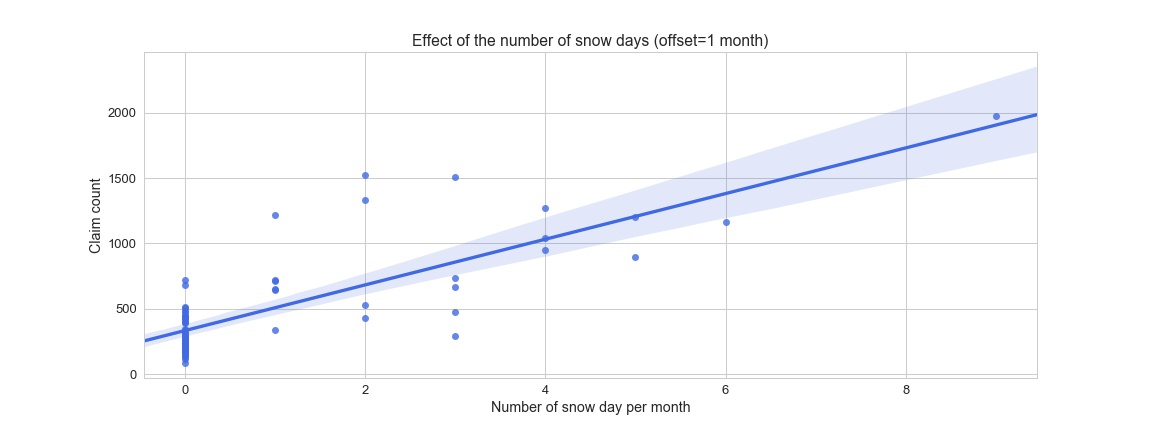 Effect of the number of snow days (offset=1 month)
2000
1500
1000
500
0
Claim count
0 2 4 6 8
Number of snow day per month